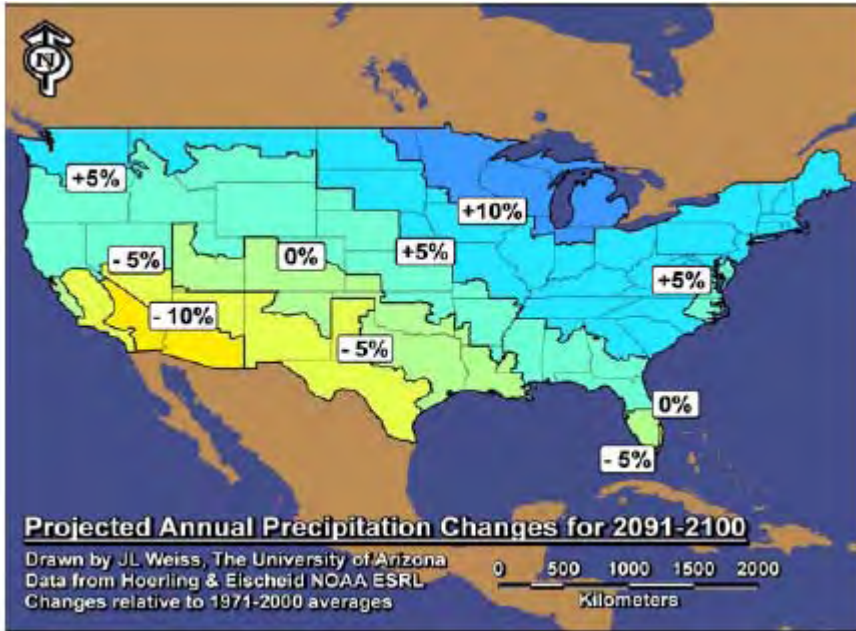 N
+5%
+10%
- 5%
0%
+5%
+5%
- 10%
- 5%
0%
- 5%
Projected Annual Precipitation Changes for 2091-2100
Drawn by JL Weiss, The University of Arizona
Data from Hoerling & Eischeid NOAA ESRL
Changes relative to 1971-2000 averages
0 500 1000 1500 2000
Kilometers